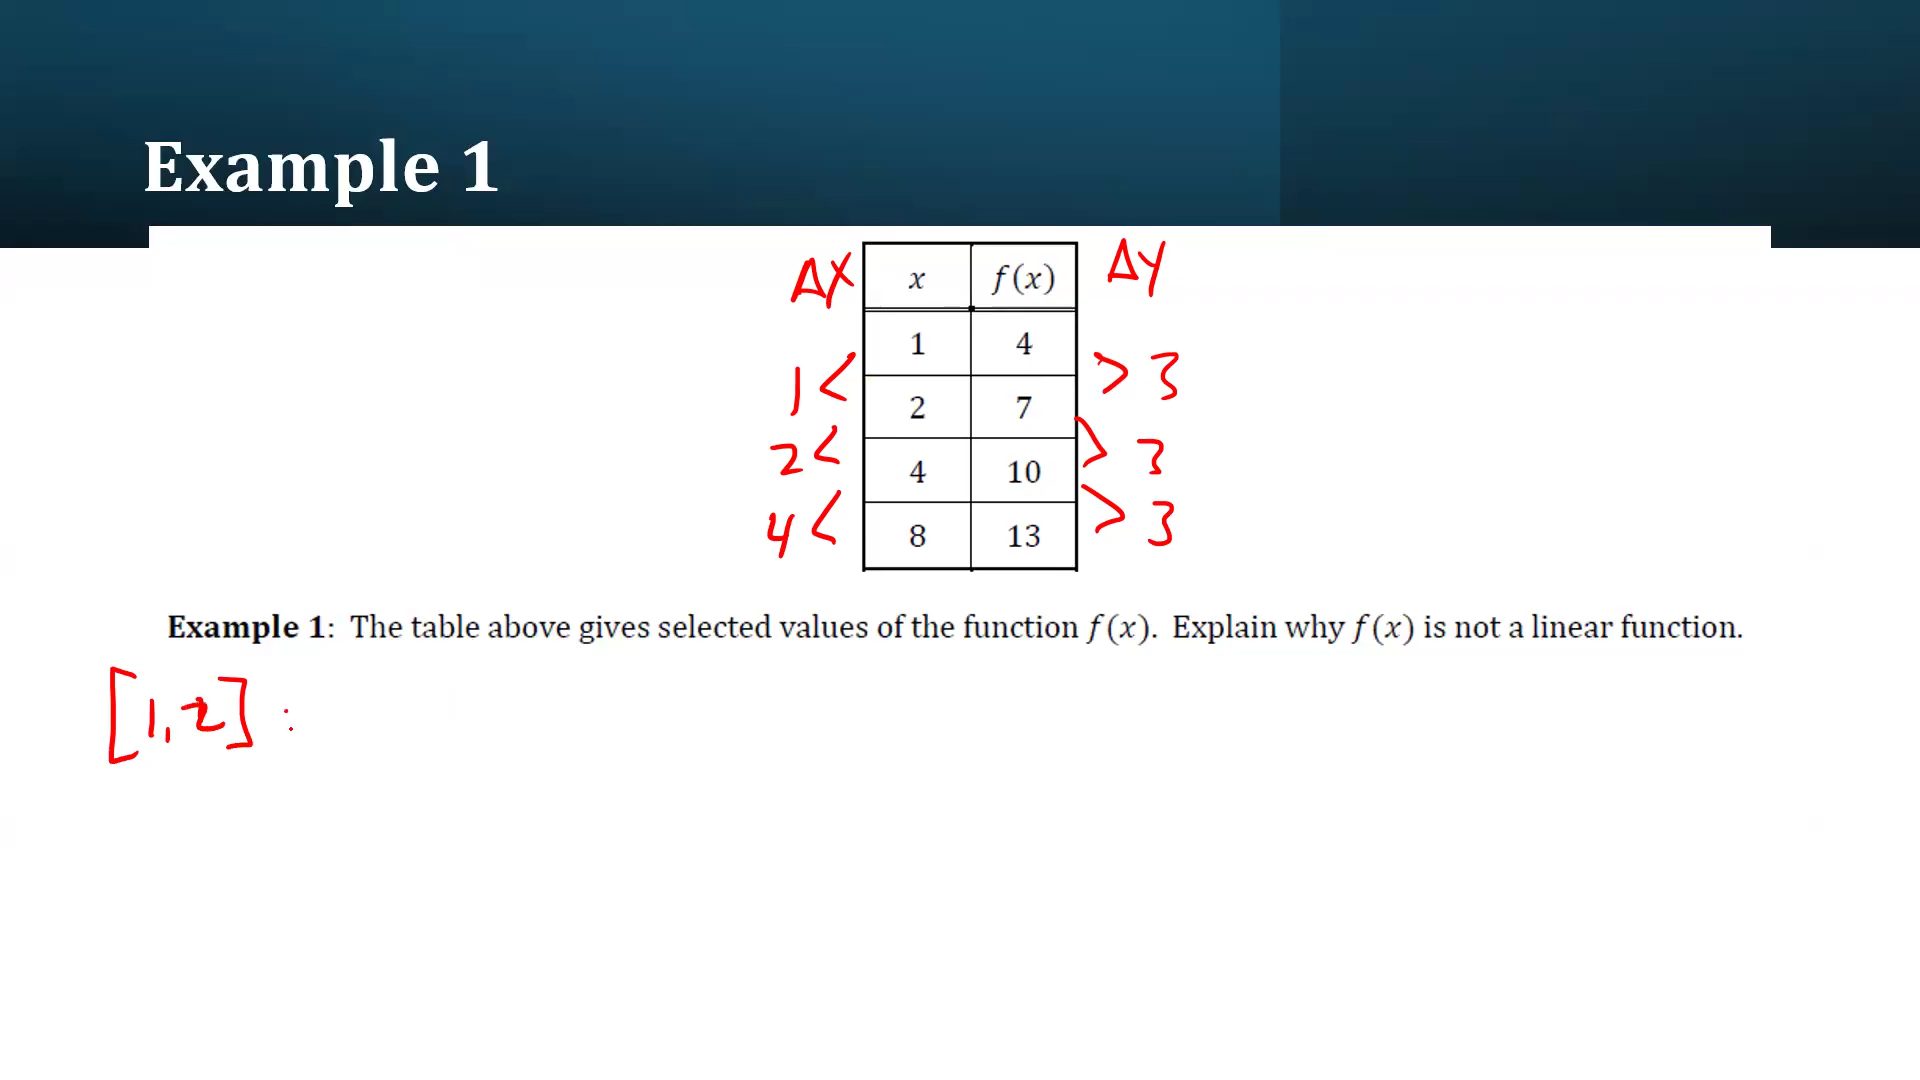 Example 1
ΔX x f(x) ΔY
1 4
1 < > 3
2 7
2 < > 3
4 10
4 < > 3
8 13
Example 1: The table above gives selected values of the function f(x). Explain why f(x) is not a linear function.
[1,2] :